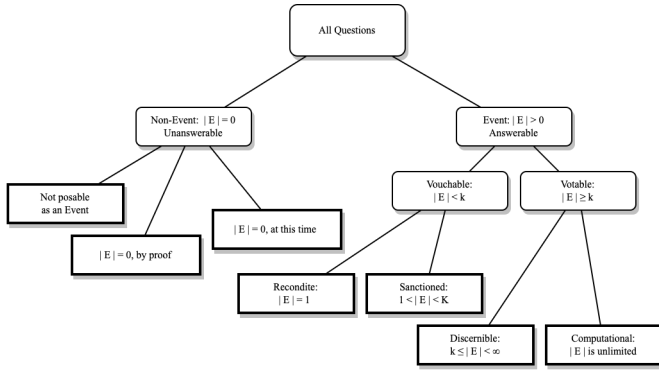 All Questions
Non-Event: | E | = 0
Unanswerable
Event: | E | > 0
Answerable
Not posable
as an Event
| E | = 0, by proof
| E | = 0, at this time
Vouchable:
| E | < k
Votable:
| E | ≥ k
Recondite:
| E | = 1
Sanctioned:
1 < | E | < K
Discernible:
k ≤ | E | < ∞
Computational:
| E | is unlimited